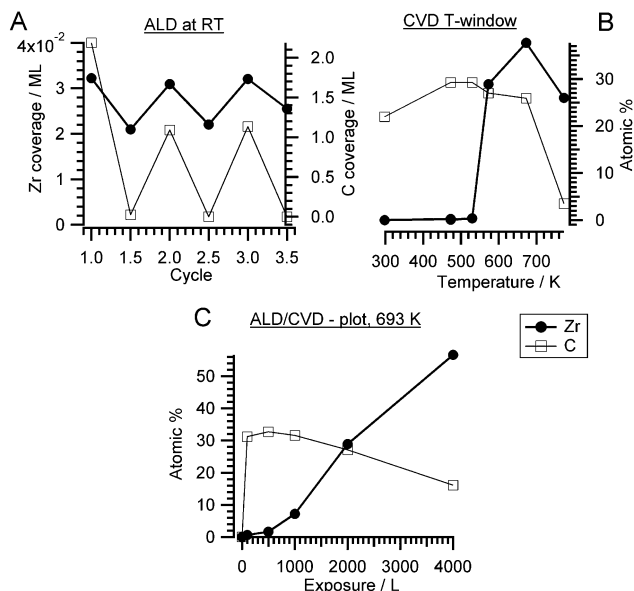 A
ALD at RT
4x10⁻²
3
2
1
0
Zr coverage / ML
2.0
1.5
1.0
0.5
0.0
C coverage / ML
1.0 1.5 2.0 2.5 3.0 3.5
Cycle
CVD T-window
B
30
20
10
0
Atomic %
300 400 500 600 700
Temperature / K
C
ALD/CVD - plot, 693 K
Zr
C
50
40
30
20
10
0
Atomic %
0 1000 2000 3000 4000
Exposure / L